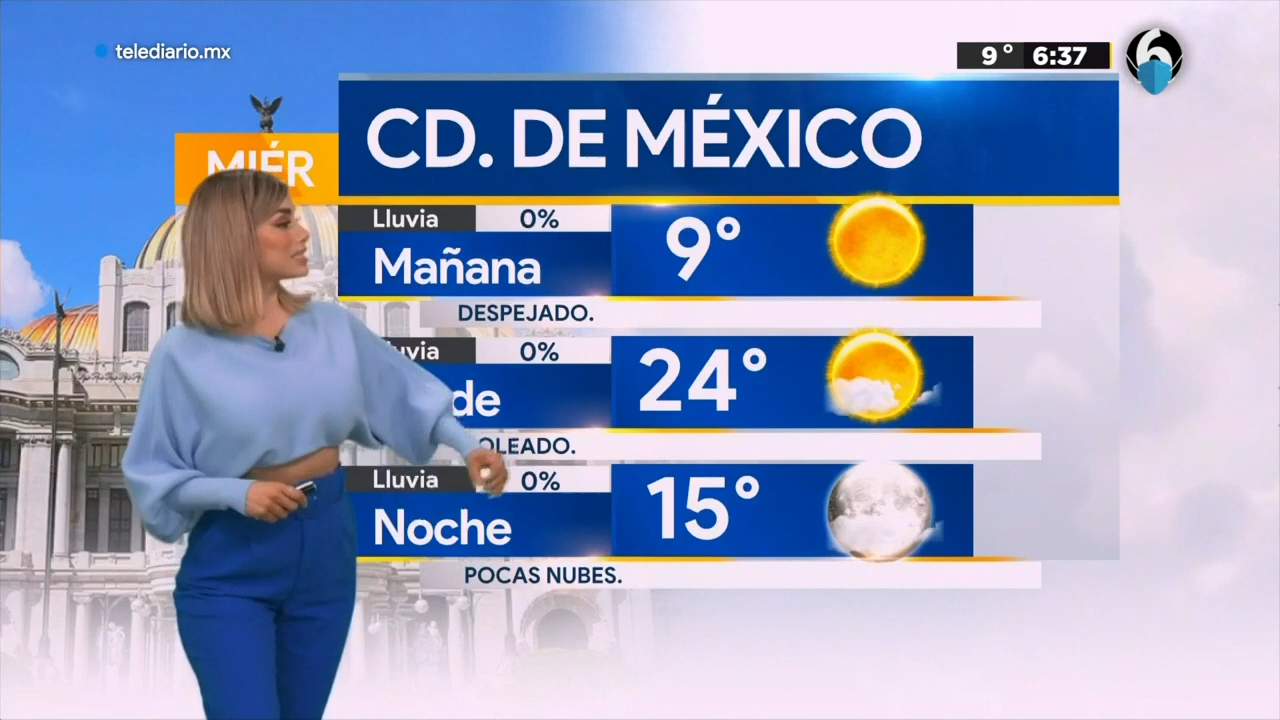 telediario.mx
9° 6:37
6
MIÉR
CD. DE MÉXICO
Lluvia 0%
Mañana
9°
DESPEJADO.
0%
24°
Lluvia 0%
Noche
15°
POCAS NUBES.